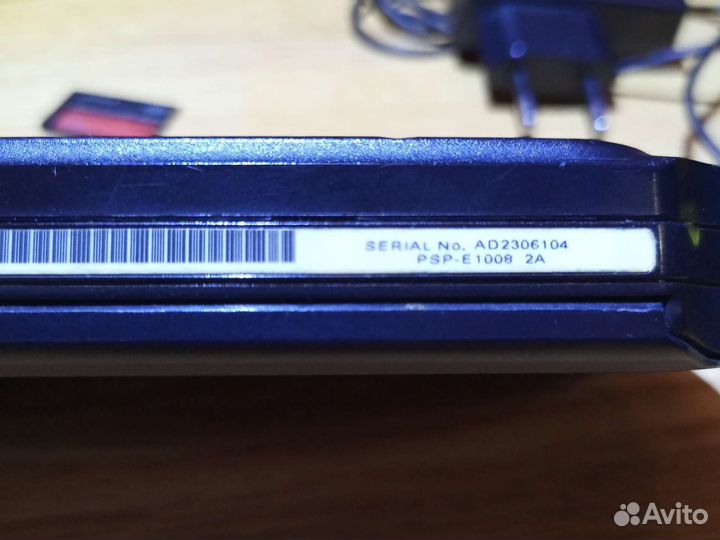 SERIAL No. AD2306104
PSP-E1008 2A
Avito